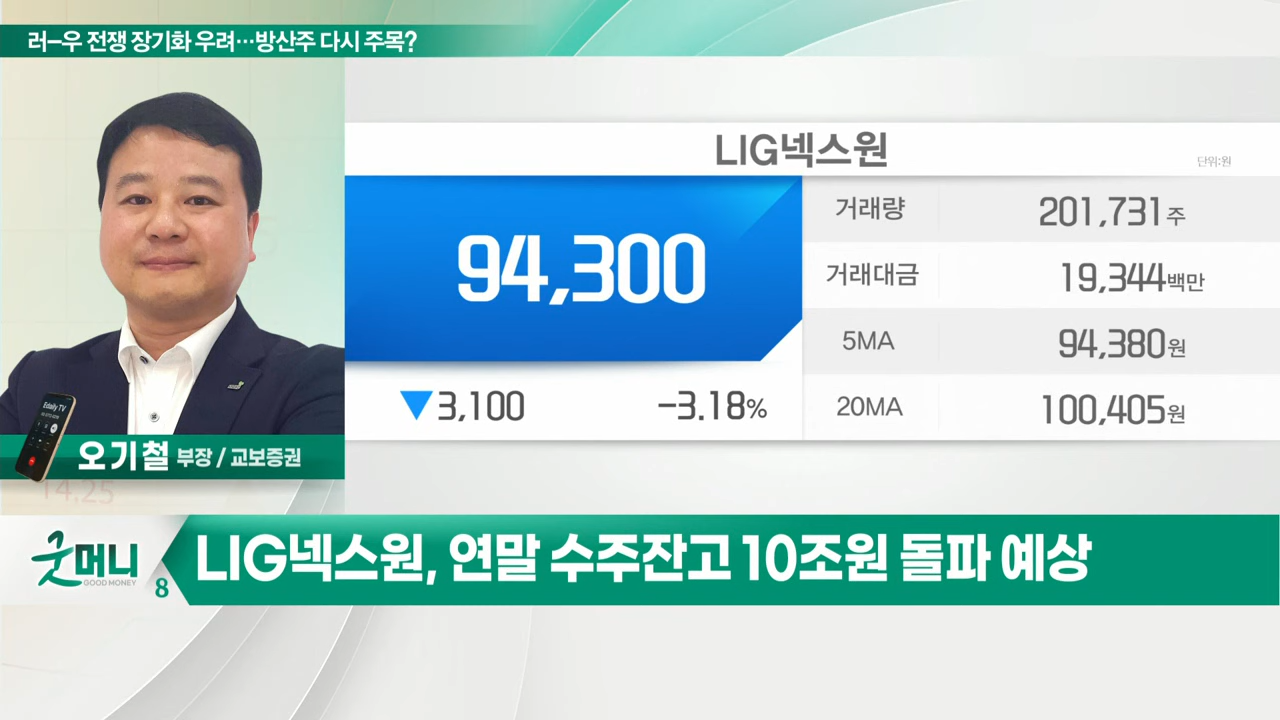 러-우 전쟁 장기화 우려…방산주 다시 주목?
LIG넥스원
단위:원
94,300
▼3,100 -3.18%
거래량 201,731주
거래대금 19,344백만
5MA 94,380원
20MA 100,405원
Edaily TV
오기철 부장 / 교보증권
14.25
굿머니
GOOD MONEY
8
LIG넥스원, 연말 수주잔고 10조원 돌파 예상